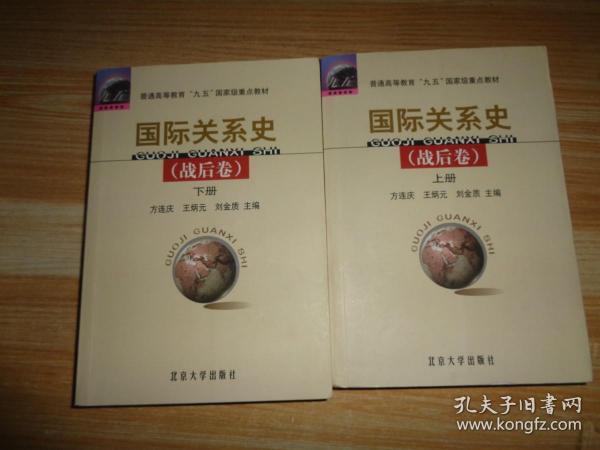 九五
普通高等教育“九五”国家级重点教材
国际关系史
GUOJI GUANXI SHI
(战后卷)
下册
方连庆 王炳元 刘金质 主编
GUOJI GUANXI SHI
北京大学出版社
九五
普通高等教育“九五”国家级重点教材
国际关系史
GUOJI GUANXI SHI
(战后卷)
上册
方连庆 王炳元 刘金质 主编
GUOJI GUANXI SHI
北京大学出版社
孔夫子旧书网
www.kongfz.com